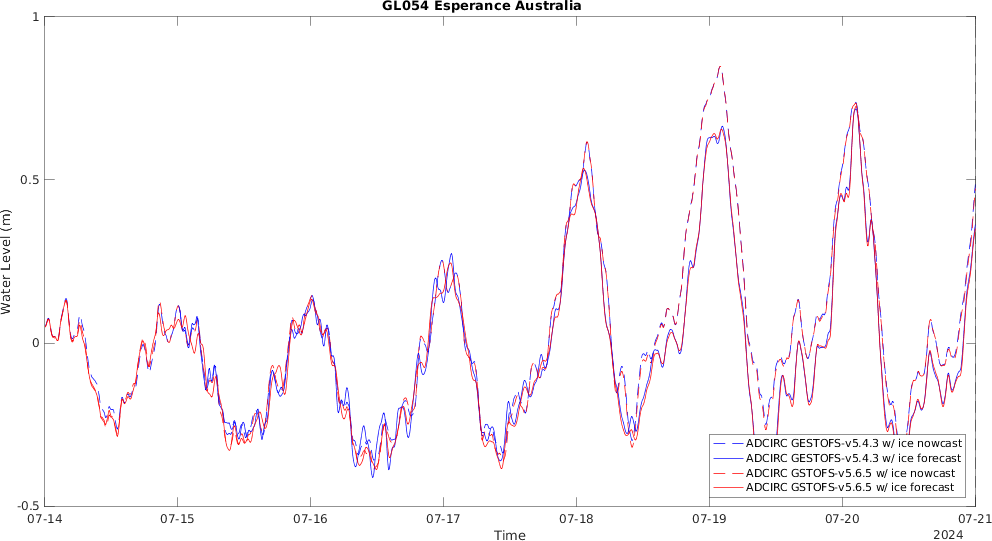 GL054 Esperance Australia
1
0.5
0
-0.5
Water Level (m)
07-14 07-15 07-16 07-17 07-18 07-19 07-20 07-21
Time
2024
ADCIRC GESTOFS-v5.4.3 w/ ice nowcast
ADCIRC GESTOFS-v5.4.3 w/ ice forecast
ADCIRC GSTOFS-v5.6.5 w/ ice nowcast
ADCIRC GSTOFS-v5.6.5 w/ ice forecast